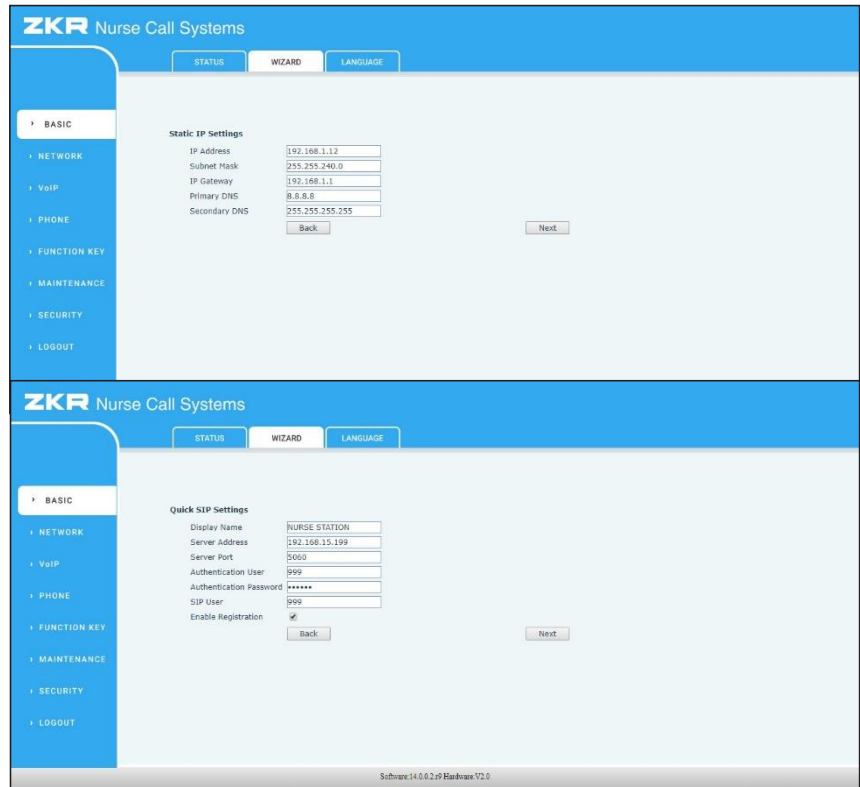 ZKR Nurse Call Systems
STATUS WIZARD LANGUAGE
› BASIC
› NETWORK
› VoIP
› PHONE
› FUNCTION KEY
› MAINTENANCE
› SECURITY
› LOGOUT
Static IP Settings
IP Address 192.168.1.12
Subnet Mask 255.255.240.0
IP Gateway 192.168.1.1
Primary DNS 8.8.8.8
Secondary DNS 255.255.255.255
Back Next
ZKR Nurse Call Systems
STATUS WIZARD LANGUAGE
› BASIC
› NETWORK
› VoIP
› PHONE
› FUNCTION KEY
› MAINTENANCE
› SECURITY
› LOGOUT
Quick SIP Settings
Display Name NURSE STATION
Server Address 192.168.15.199
Server Port 5060
Authentication User 999
Authentication Password ••••••
SIP User 999
Enable Registration
Back Next
Software:14.0.0.2.r9 Hardware:V2.0